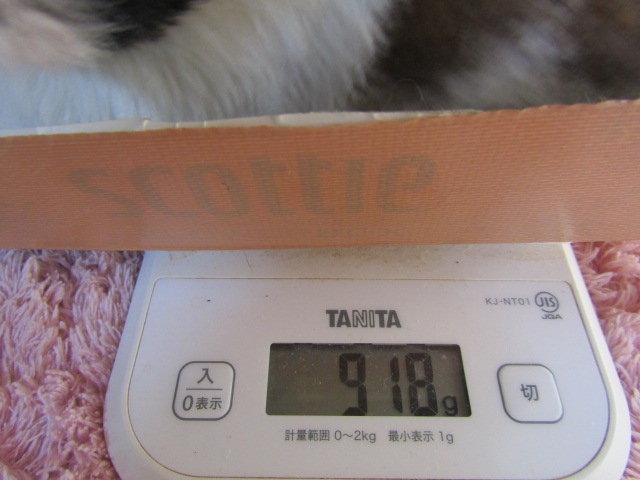 scottie
TANITA
KJ-NT01
JIS
JQA
入
0表示
918g
切
計量範囲 0〜2kg 最小表示 1g